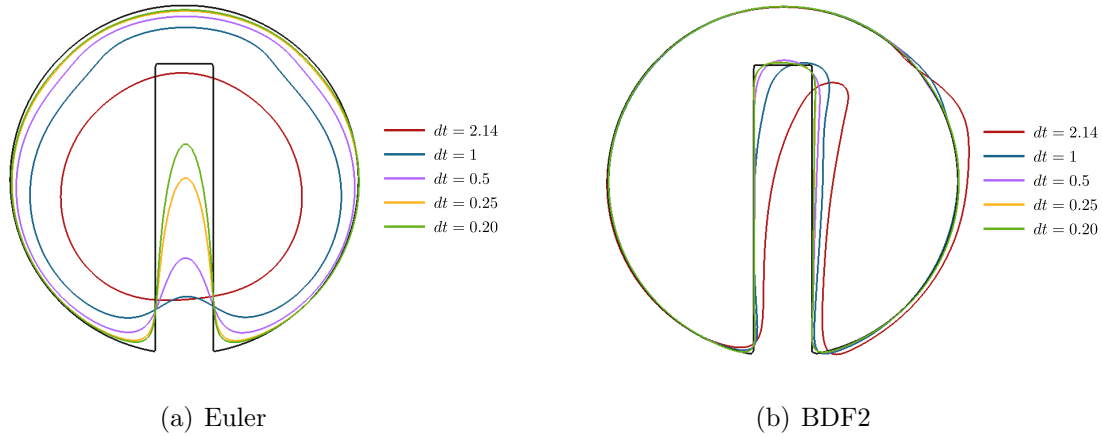 dt = 2.14
dt = 1
dt = 0.5
dt = 0.25
dt = 0.20
(a) Euler
dt = 2.14
dt = 1
dt = 0.5
dt = 0.25
dt = 0.20
(b) BDF2